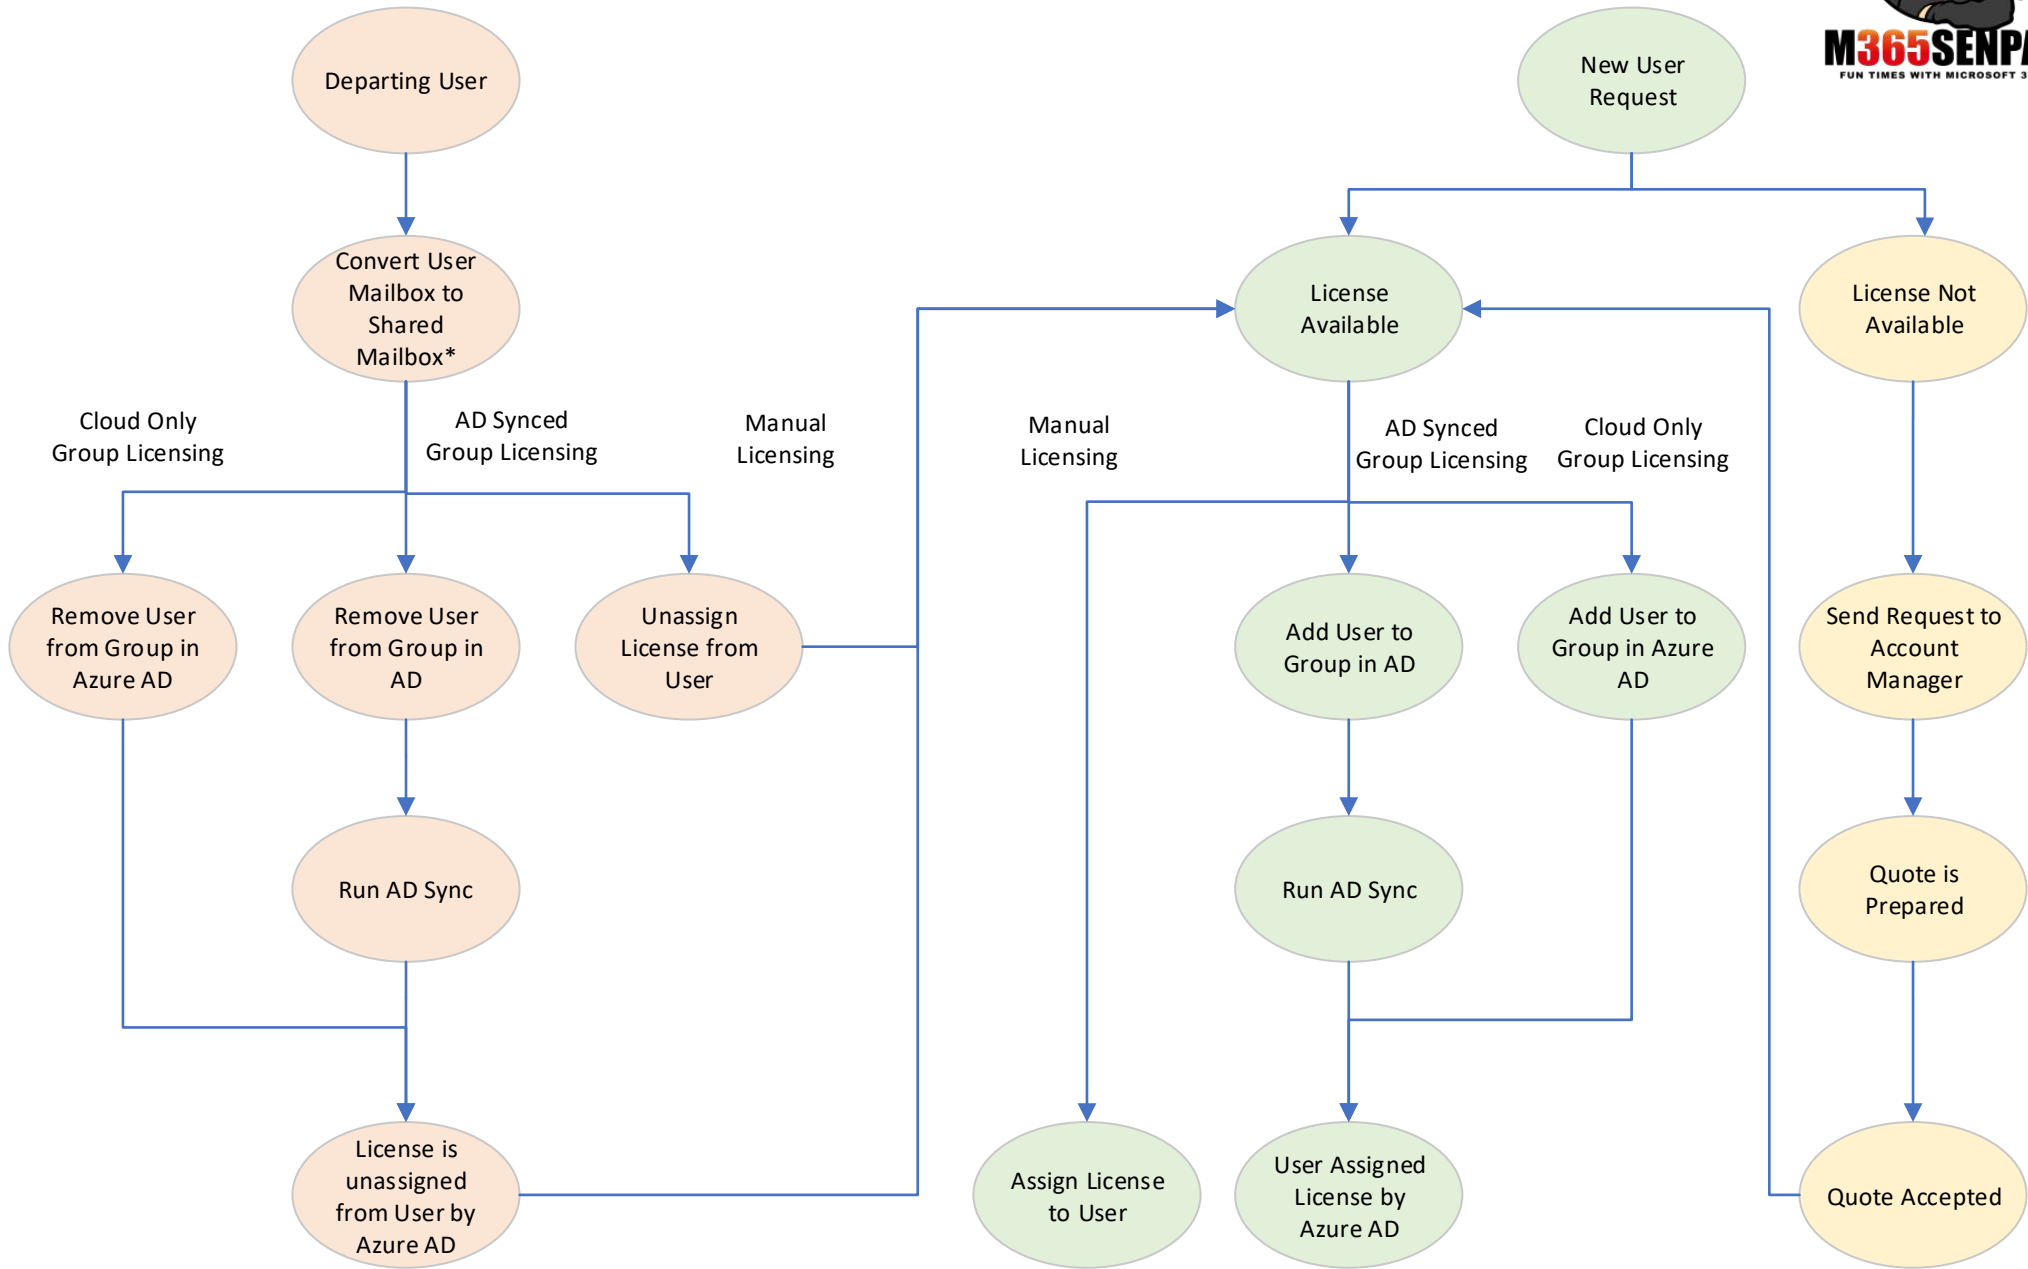 Departing User
New User
Request
M365SENPA
FUN TIMES WITH MICROSOFT 3
Convert User
Mailbox to
Shared
Mailbox*
License
Available
License Not
Available
Cloud Only
Group Licensing
AD Synced
Group Licensing
Manual
Licensing
Manual
Licensing
AD Synced
Group Licensing
Cloud Only
Group Licensing
Remove User
from Group in
Azure AD
Remove User
from Group in
AD
Unassign
License from
User
Add User to
Group in AD
Add User to
Group in Azure
AD
Send Request to
Account
Manager
Run AD Sync
Run AD Sync
Quote is
Prepared
License is
unassigned
from User by
Azure AD
Assign License
to User
User Assigned
License by
Azure AD
Quote Accepted